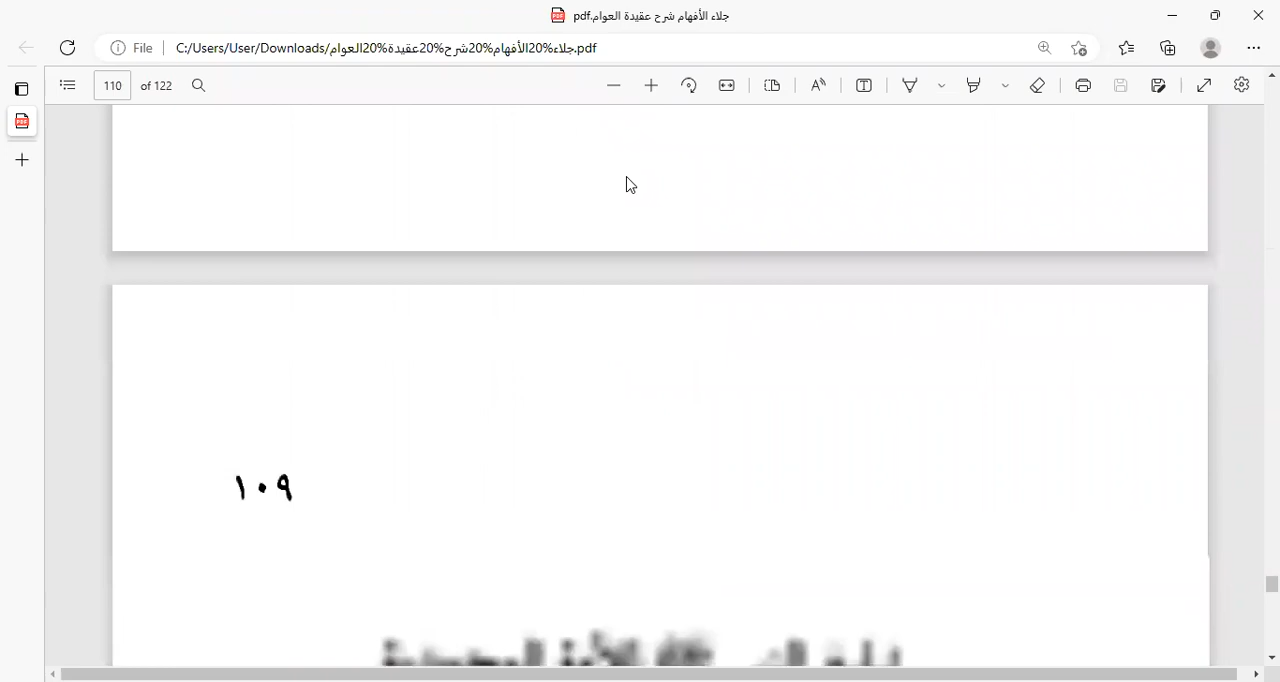 جلاء الأفهام شرح عقيدة العوام.pdf
File
C:/Users/User/Downloads/جلاء%20الأفهام%20شرح%20عقيدة%20العوام.pdf
110 of 122
١٠٩